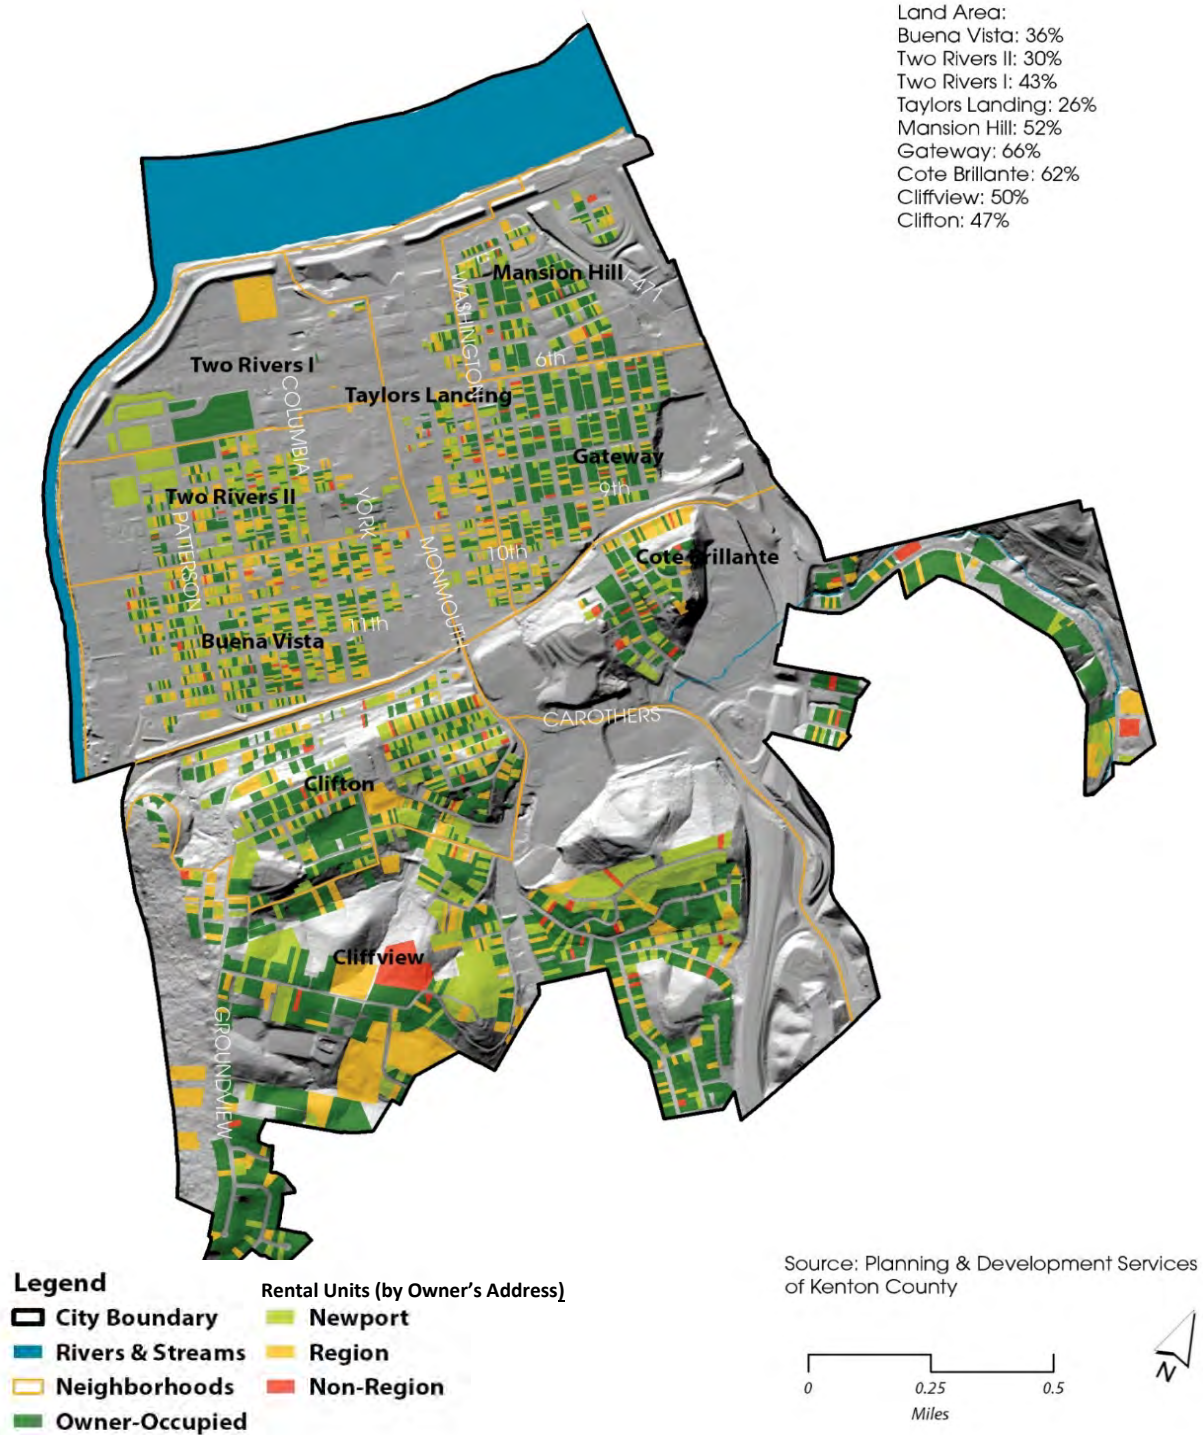 Land Area:
Buena Vista: 36%
Two Rivers II: 30%
Two Rivers I: 43%
Taylors Landing: 26%
Mansion Hill: 52%
Gateway: 66%
Cote Brillante: 62%
Cliffview: 50%
Clifton: 47%
Mansion Hill
I-471
WASHINGTON
6th
Two Rivers I
COLUMBIA
Taylors Landing
Gateway
9th
Two Rivers II
YORK
PATTERSON
MONMOUTH
10th
Cote Brillante
11th
Buena Vista
CAROTHERS
Clifton
Cliffview
GROUNDVIEW
Legend
City Boundary
Rivers & Streams
Neighborhoods
Owner-Occupied
Rental Units (by Owner's Address)
Newport
Region
Non-Region
Source: Planning & Development Services
of Kenton County
0 0.25 0.5
Miles
N